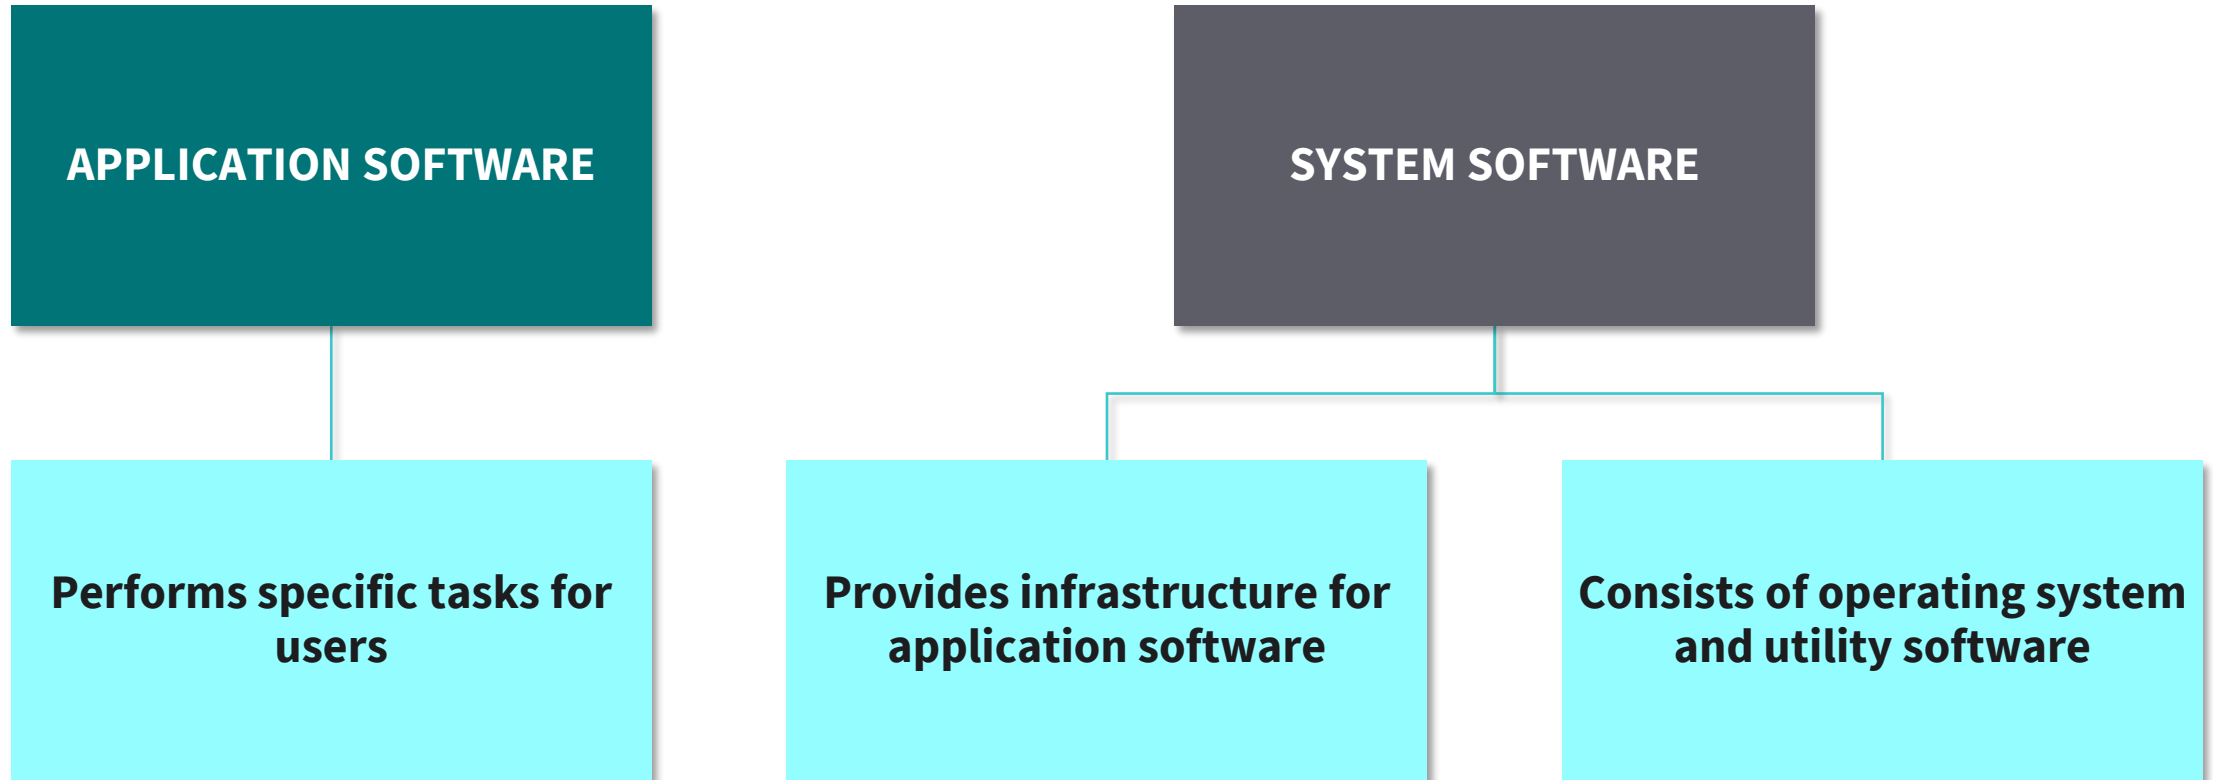 APPLICATION SOFTWARE
SYSTEM SOFTWARE
Performs specific tasks for
users
Provides infrastructure for
application software
Consists of operating system
and utility software